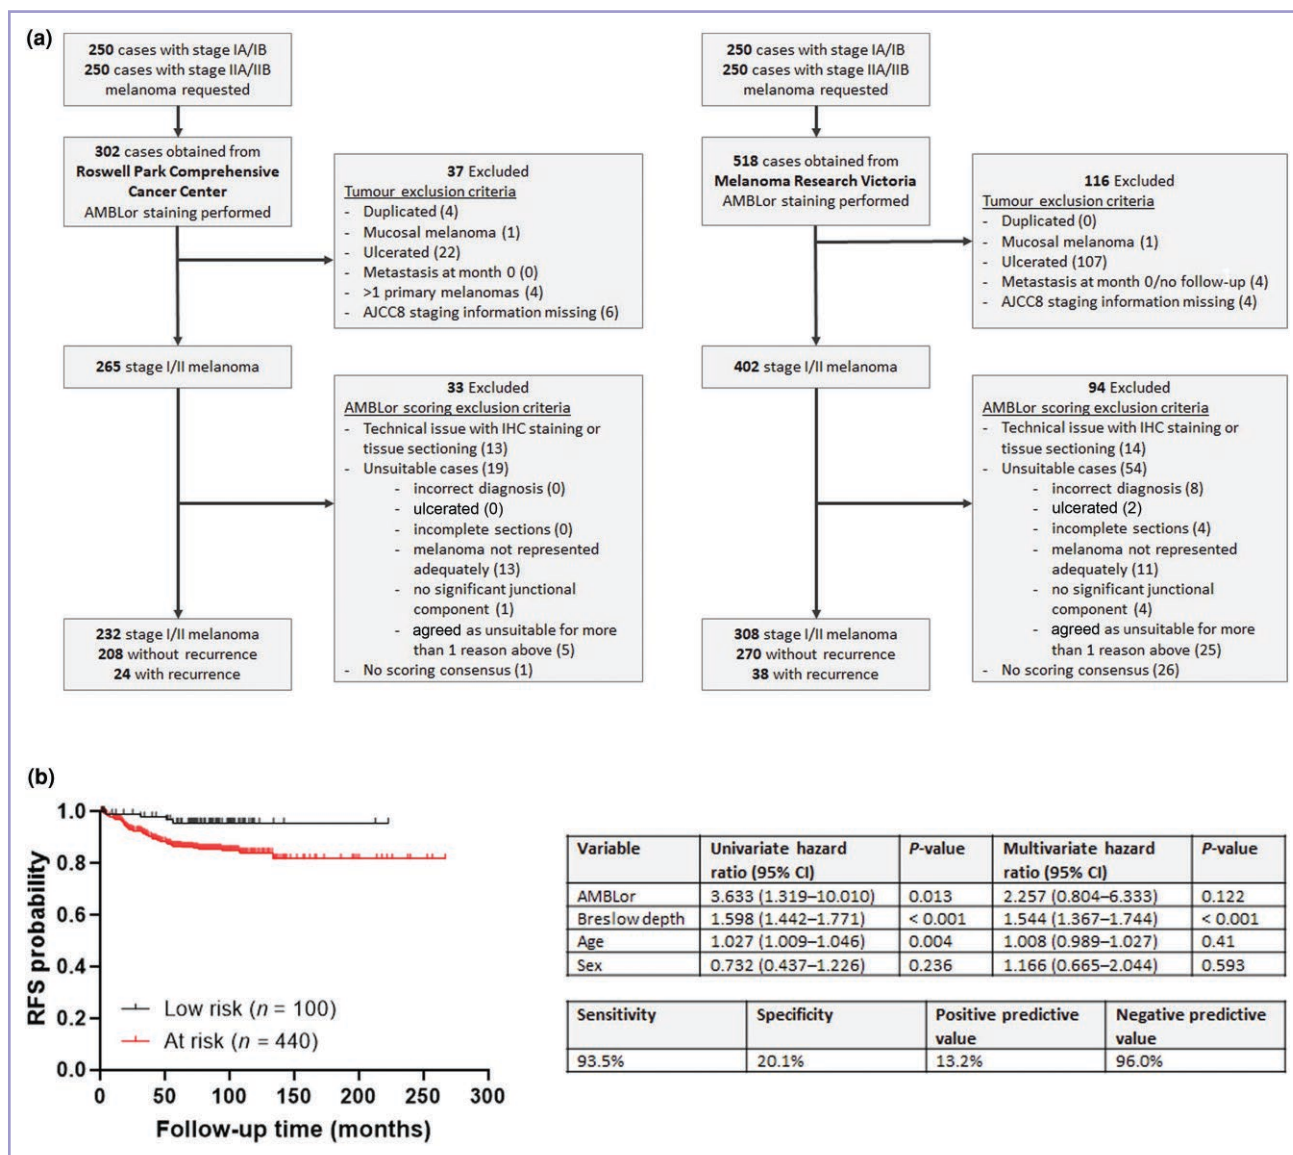 (a)
250 cases with stage IA/IB
250 cases with stage IIA/IIB
melanoma requested
302 cases obtained from
Roswell Park Comprehensive
Cancer Center
AMBLor staining performed
37 Excluded
Tumour exclusion criteria
- Duplicated (4)
- Mucosal melanoma (1)
- Ulcerated (22)
- Metastasis at month 0 (0)
- >1 primary melanomas (4)
- AJCC8 staging information missing (6)
265 stage I/II melanoma
33 Excluded
AMBLor scoring exclusion criteria
- Technical issue with IHC staining or
tissue sectioning (13)
- Unsuitable cases (19)
- incorrect diagnosis (0)
- ulcerated (0)
- incomplete sections (0)
- melanoma not represented
adequately (13)
- no significant junctional
component (1)
- agreed as unsuitable for more
than 1 reason above (5)
- No scoring consensus (1)
232 stage I/II melanoma
208 without recurrence
24 with recurrence
250 cases with stage IA/IB
250 cases with stage IIA/IIB
melanoma requested
518 cases obtained from
Melanoma Research Victoria
AMBLor staining performed
116 Excluded
Tumour exclusion criteria
- Duplicated (0)
- Mucosal melanoma (1)
- Ulcerated (107)
- Metastasis at month 0/no follow-up (4)
- AJCC8 staging information missing (4)
402 stage I/II melanoma
94 Excluded
AMBLor scoring exclusion criteria
- Technical issue with IHC staining or
tissue sectioning (14)
- Unsuitable cases (54)
- incorrect diagnosis (8)
- ulcerated (2)
- incomplete sections (4)
- melanoma not represented
adequately (11)
- no significant junctional
component (4)
- agreed as unsuitable for more
than 1 reason above (25)
- No scoring consensus (26)
308 stage I/II melanoma
270 without recurrence
38 with recurrence
(b)
RFS probability
1.0
0.8
0.6
0.4
0.2
0.0
Low risk (n = 100)
At risk (n = 440)
0 50 100 150 200 250 300
Follow-up time (months)
Variable Univariate hazard ratio (95% CI) P-value Multivariate hazard ratio (95% CI) P-value
AMBLor 3.633 (1.319–10.010) 0.013 2.257 (0.804–6.333) 0.122
Breslow depth 1.598 (1.442–1.771) < 0.001 1.544 (1.367–1.744) < 0.001
Age 1.027 (1.009–1.046) 0.004 1.008 (0.989–1.027) 0.41
Sex 0.732 (0.437–1.226) 0.236 1.166 (0.665–2.044) 0.593
Sensitivity Specificity Positive predictive value Negative predictive value
93.5% 20.1% 13.2% 96.0%